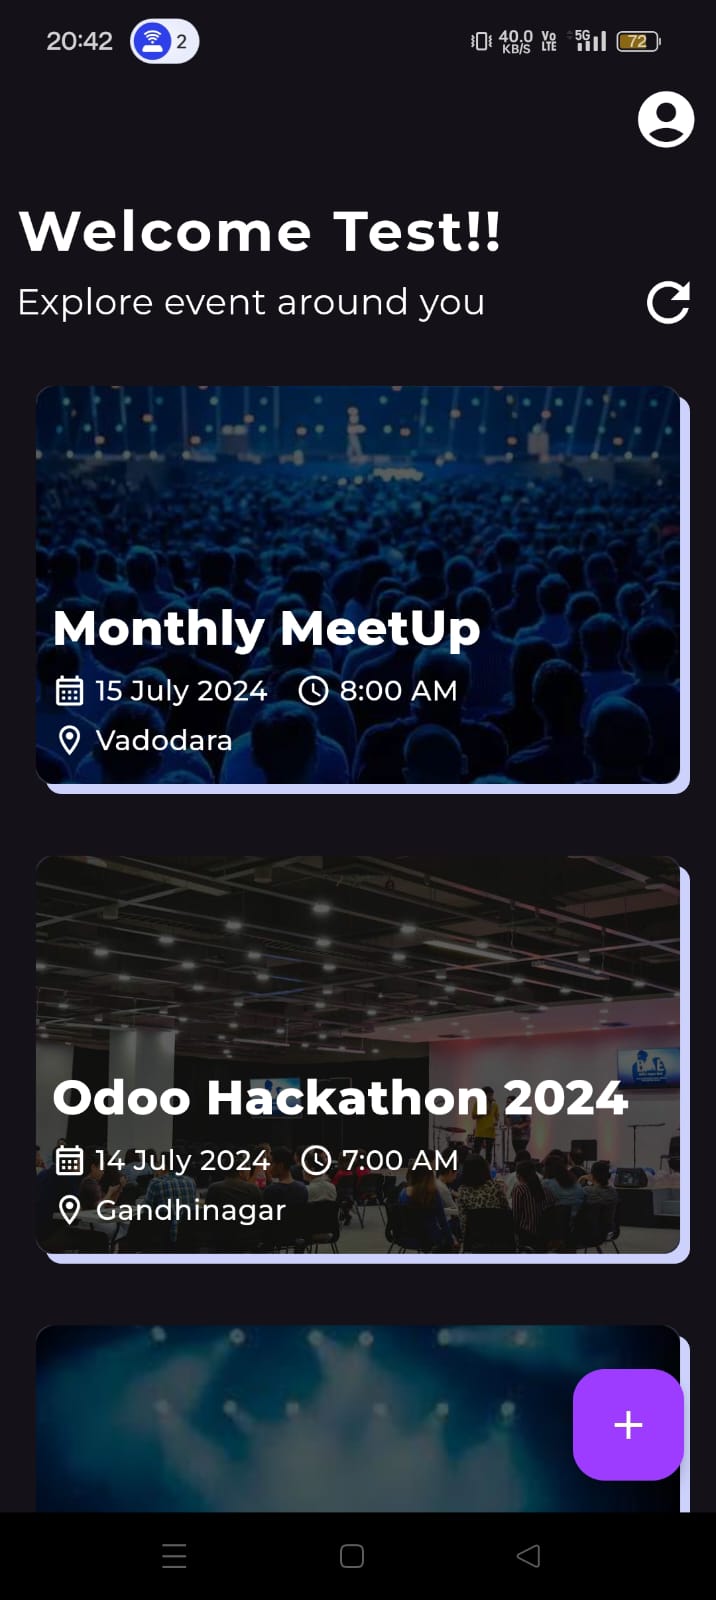 20:42 2 40.0 KB/S Vo LTE 5G 72
Welcome Test!!
Explore event around you
Monthly MeetUp
15 July 2024 8:00 AM
Vadodara
Odoo Hackathon 2024
14 July 2024 7:00 AM
Gandhinagar
+